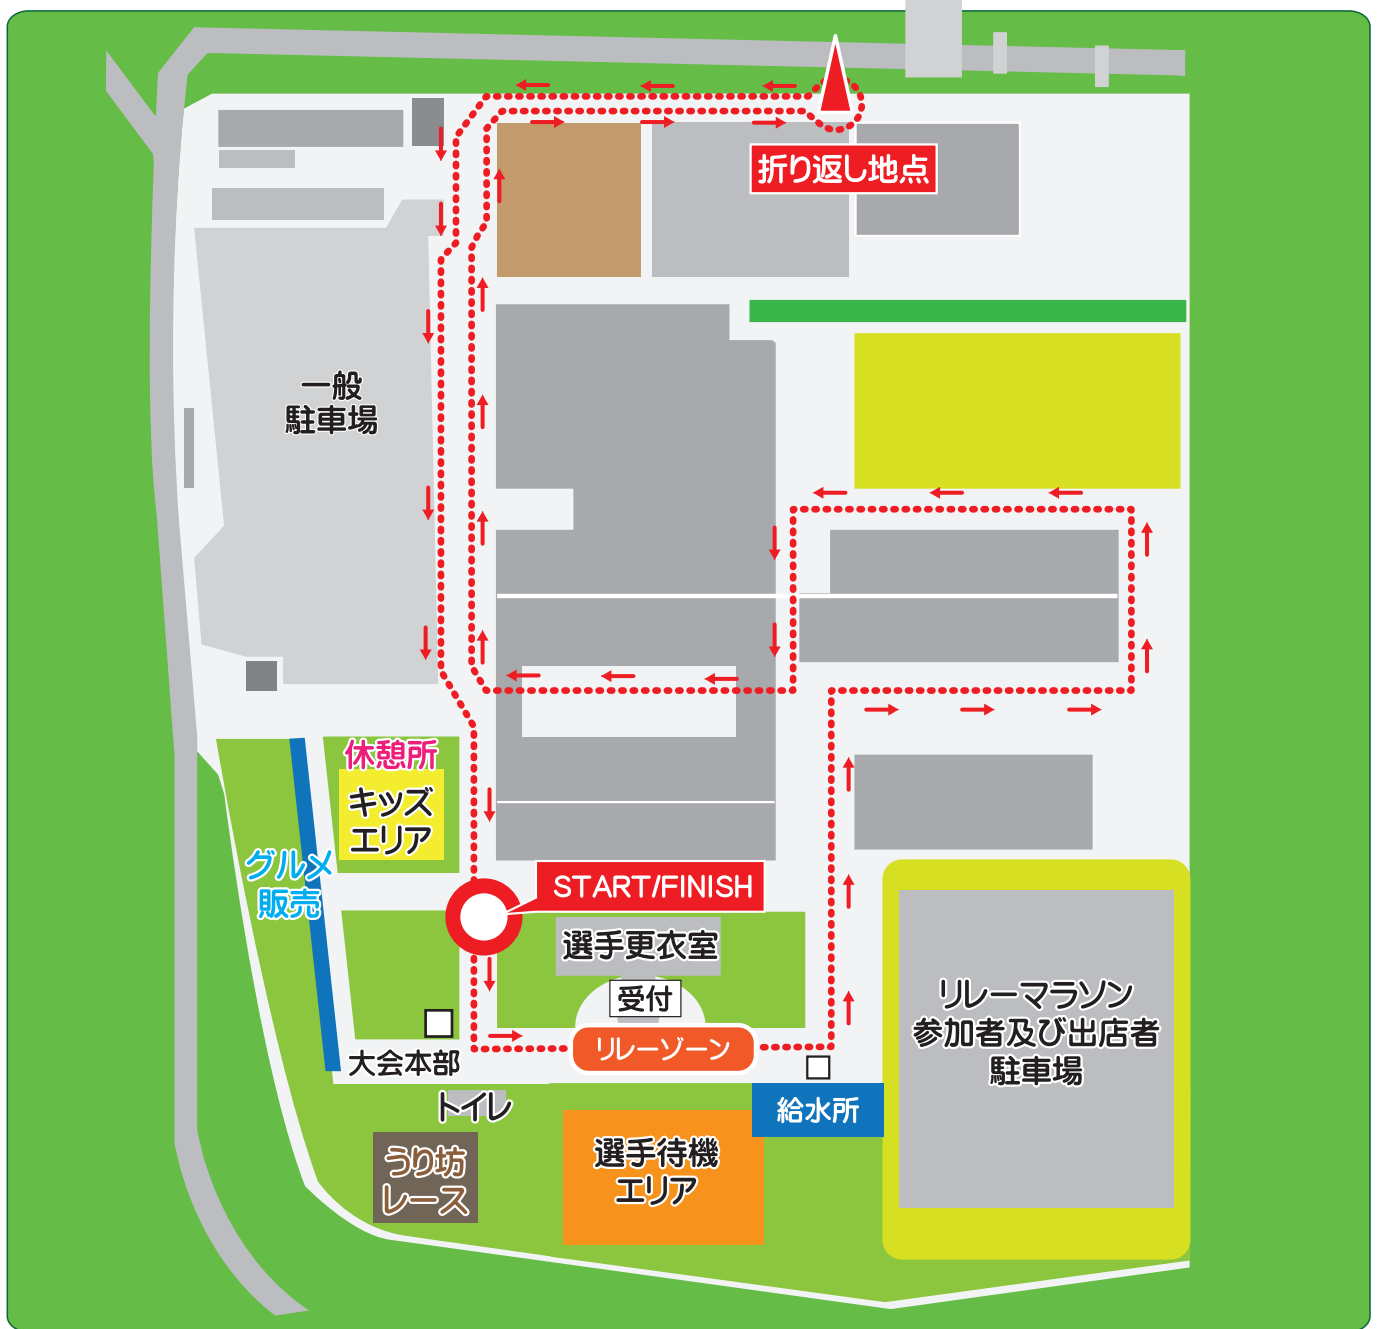 折り返し地点
一般
駐車場
休憩所
キッズ
エリア
グルメ
販売
START/FINISH
選手更衣室
受付
リレーゾーン
大会本部
トイレ
給水所
リレーマラソン
参加者及び出店者
駐車場
うり坊
レース
選手待機
エリア